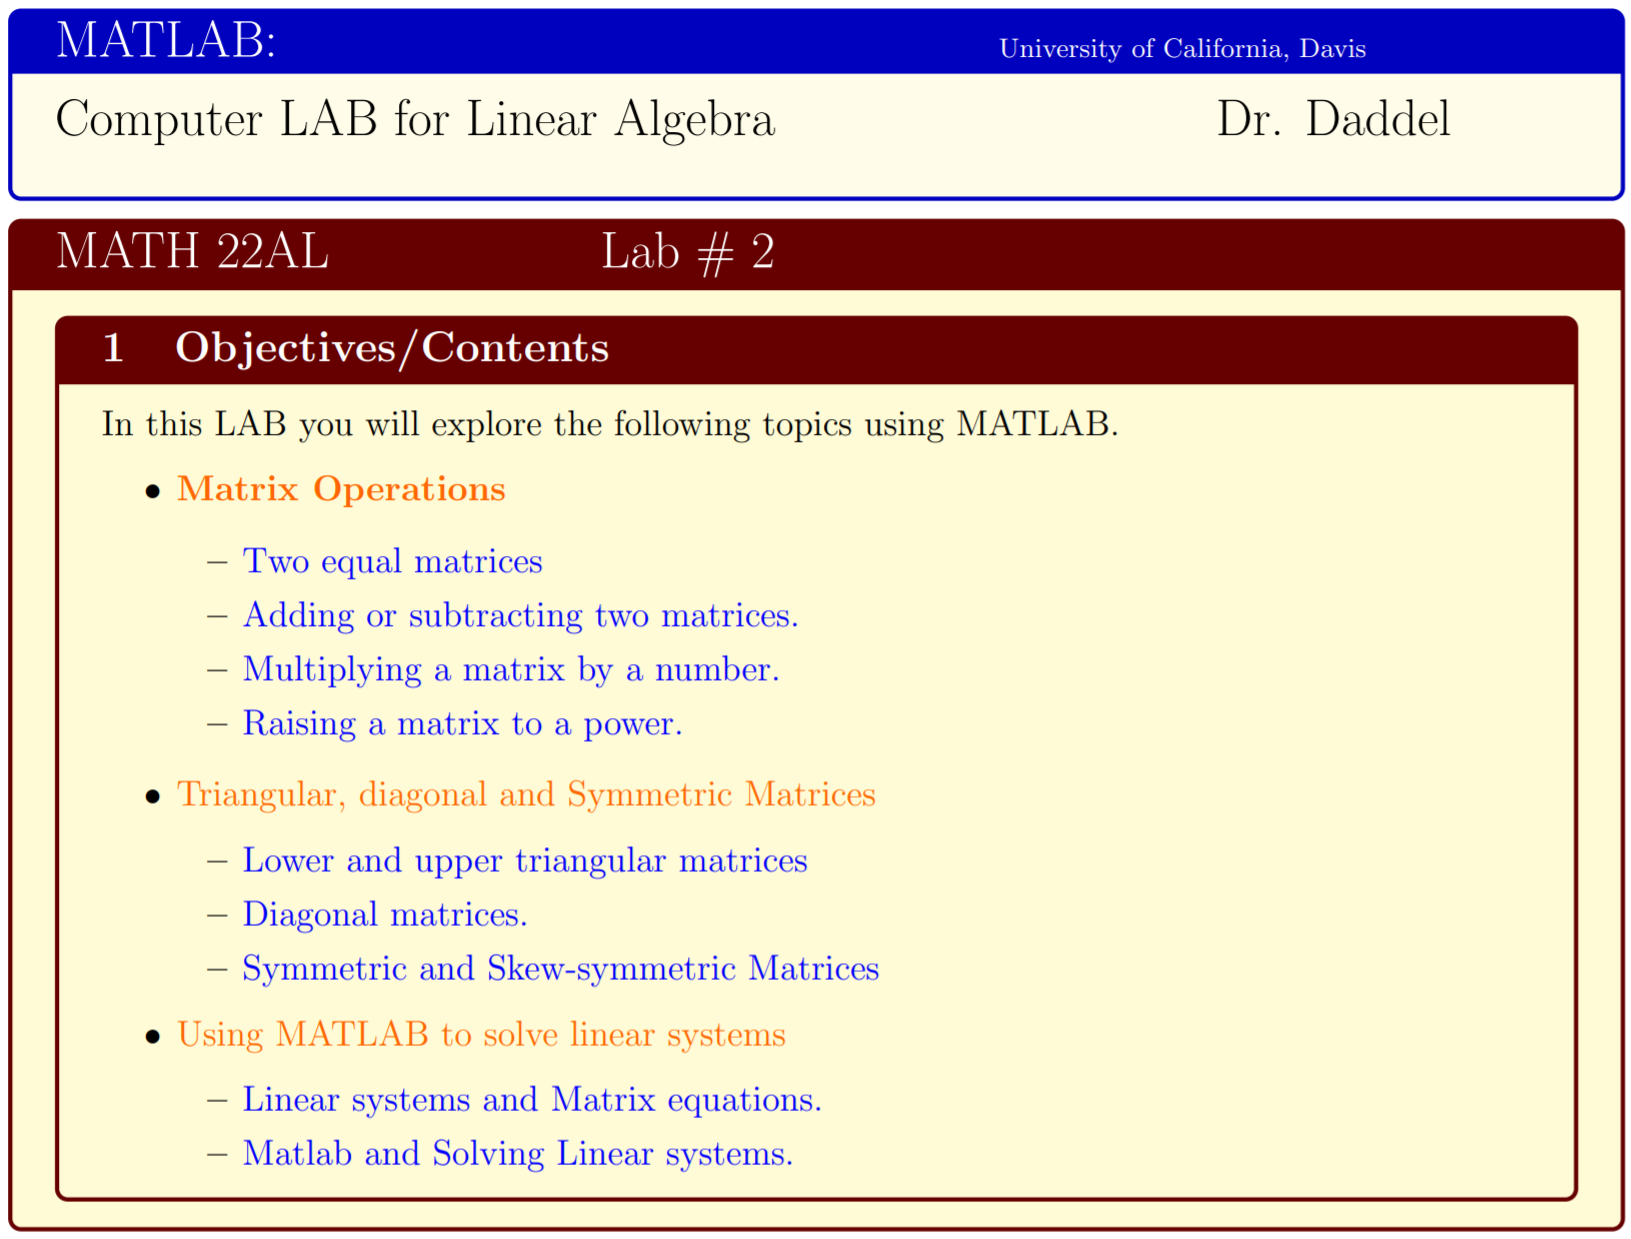 MATLAB: University of California, Davis
Computer LAB for Linear Algebra Dr. Daddel
MATH 22AL Lab # 2
1 Objectives/Contents
In this LAB you will explore the following topics using MATLAB.
• Matrix Operations
– Two equal matrices
– Adding or subtracting two matrices.
– Multiplying a matrix by a number.
– Raising a matrix to a power.
• Triangular, diagonal and Symmetric Matrices
– Lower and upper triangular matrices
– Diagonal matrices.
– Symmetric and Skew-symmetric Matrices
• Using MATLAB to solve linear systems
– Linear systems and Matrix equations.
– Matlab and Solving Linear systems.